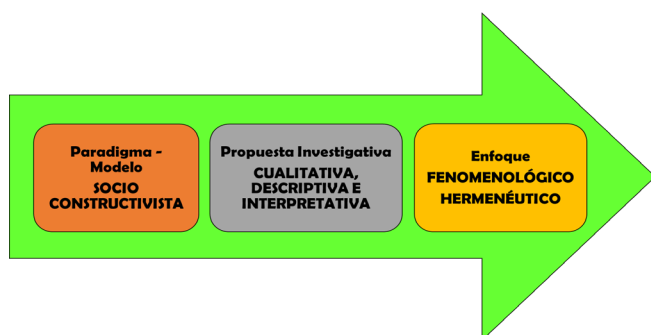 Paradigma -
Modelo
SOCIO
CONSTRUCTIVISTA
Propuesta Investigativa
CUALITATIVA,
DESCRIPTIVA E
INTERPRETATIVA
Enfoque
FENOMENOLÓGICO
HERMENÉUTICO